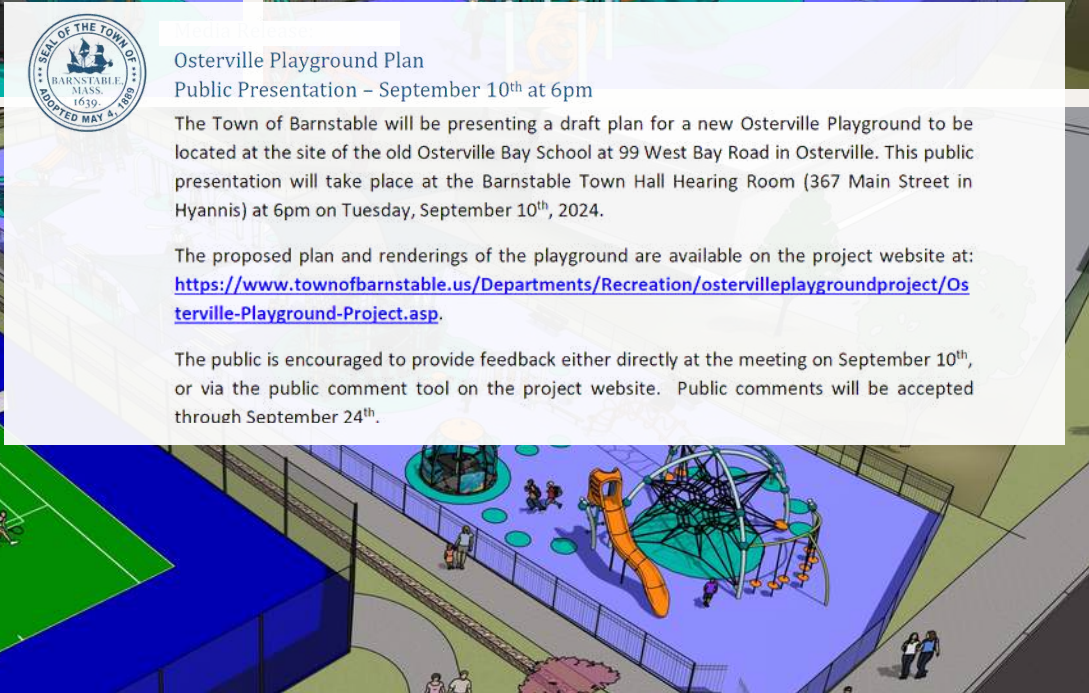 Media Release:
SEAL OF THE TOWN OF
BARNSTABLE,
MASS.
1639.
ADOPTED MAY 4, 1889
Osterville Playground Plan
Public Presentation – September 10th at 6pm
The Town of Barnstable will be presenting a draft plan for a new Osterville Playground to be
located at the site of the old Osterville Bay School at 99 West Bay Road in Osterville. This public
presentation will take place at the Barnstable Town Hall Hearing Room (367 Main Street in
Hyannis) at 6pm on Tuesday, September 10th, 2024.
The proposed plan and renderings of the playground are available on the project website at:
https://www.townofbarnstable.us/Departments/Recreation/ostervilleplaygroundproject/Os
terville-Playground-Project.asp.
The public is encouraged to provide feedback either directly at the meeting on September 10th,
or via the public comment tool on the project website.  Public comments will be accepted
through September 24th.